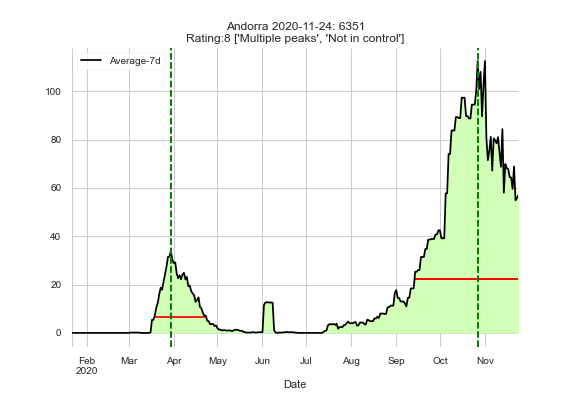 Andorra 2020-11-24: 6351
Rating:8 ['Multiple peaks', 'Not in control']
Average-7d
100
80
60
40
20
0
Feb Mar Apr May Jun Jul Aug Sep Oct Nov
2020
Date